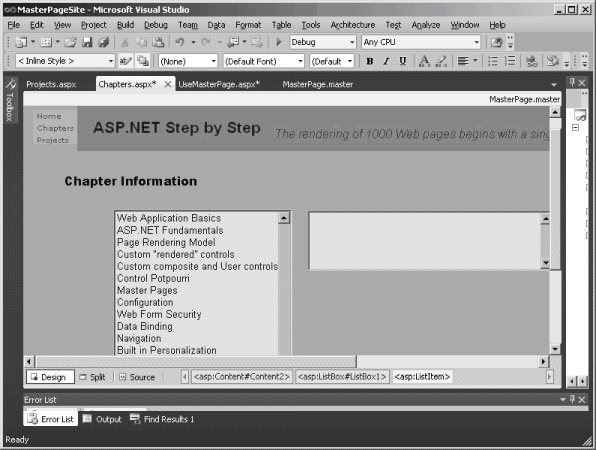 MasterPageSite - Microsoft Visual Studio
File Edit View Project Build Debug Team Data Format Table Tools Architecture Test Analyze Window Help
Debug Any CPU
< Inline Style > (None) (Default Font) (Default B I U A
Projects.aspx Chapters.aspx* UseMasterPage.aspx* MasterPage.master
Toolbox
MasterPage.master
Home
Chapters
Projects
ASP.NET Step by Step The rendering of 1000 Web pages begins with a sing
Chapter Information
Web Application Basics
ASP.NET Fundamentals
Page Rendering Model
Custom "rendered" controls
Custom composite and User controls
Control Potpourri
Master Pages
Configuration
Web Form Security
Data Binding
Navigation
Built in Personalization
Design Split Source <asp:Content#Content2> <asp:ListBox#ListBox1> <asp:ListItem>
Error List
Error List Output Find Results 1
Ready